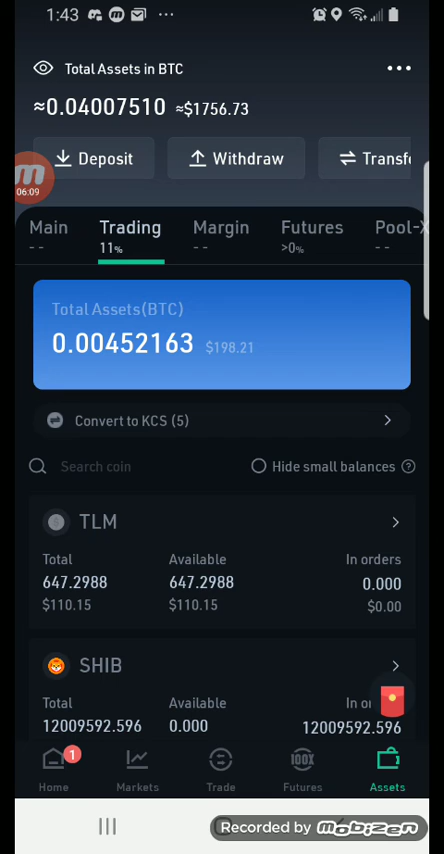 1:43
Total Assets in BTC
≈0.04007510 ≈$1756.73
Deposit Withdraw Transfe
06:09
Main Trading Margin Futures Pool-X
-- 11% -- >0% --
Total Assets(BTC)
0.00452163 $198.21
Convert to KCS (5)
Search coin Hide small balances ?
TLM
Total Available In orders
647.2988 647.2988 0.000
$110.15 $110.15 $0.00
SHIB
Total Available In or
12009592.596 0.000 12009592.596
1
100X
Home Markets Trade Futures Assets
Recorded by mobizen